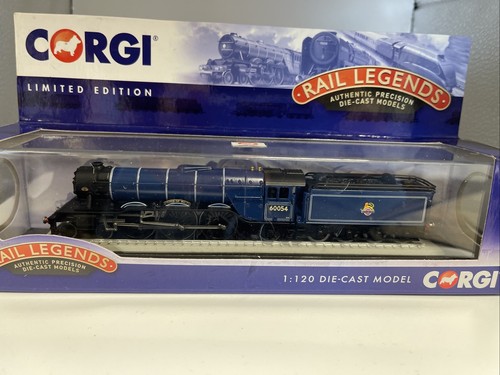 CORGI
LIMITED EDITION
RAIL LEGENDS
AUTHENTIC PRECISION
DIE-CAST MODELS
60054
RAIL LEGENDS
AUTHENTIC PRECISION
DIE-CAST MODELS
1:120 DIE-CAST MODEL
CORGI